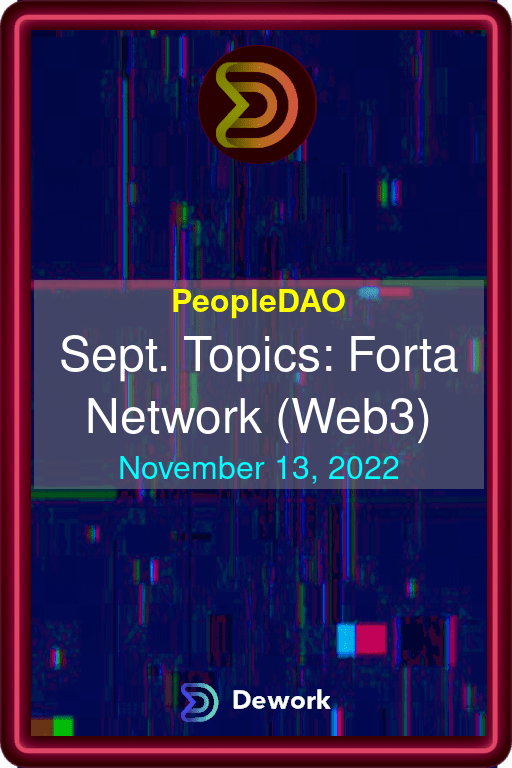 PeopleDAO
Sept. Topics: Forta
Network (Web3)
November 13, 2022
Dework